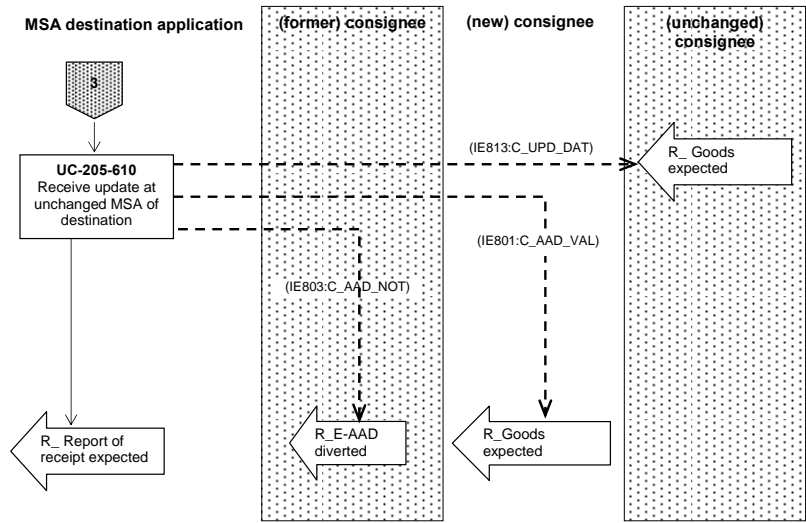 MSA destination application
(former) consignee
(new) consignee
(unchanged)
consignee
3
(IE813:C_UPD_DAT)
R_ Goods
expected
UC-205-610
Receive update at
unchanged MSA of
destination
(IE801:C_AAD_VAL)
(IE803:C_AAD_NOT)
R_ Report of
receipt expected
R_E-AAD
diverted
R_Goods
expected